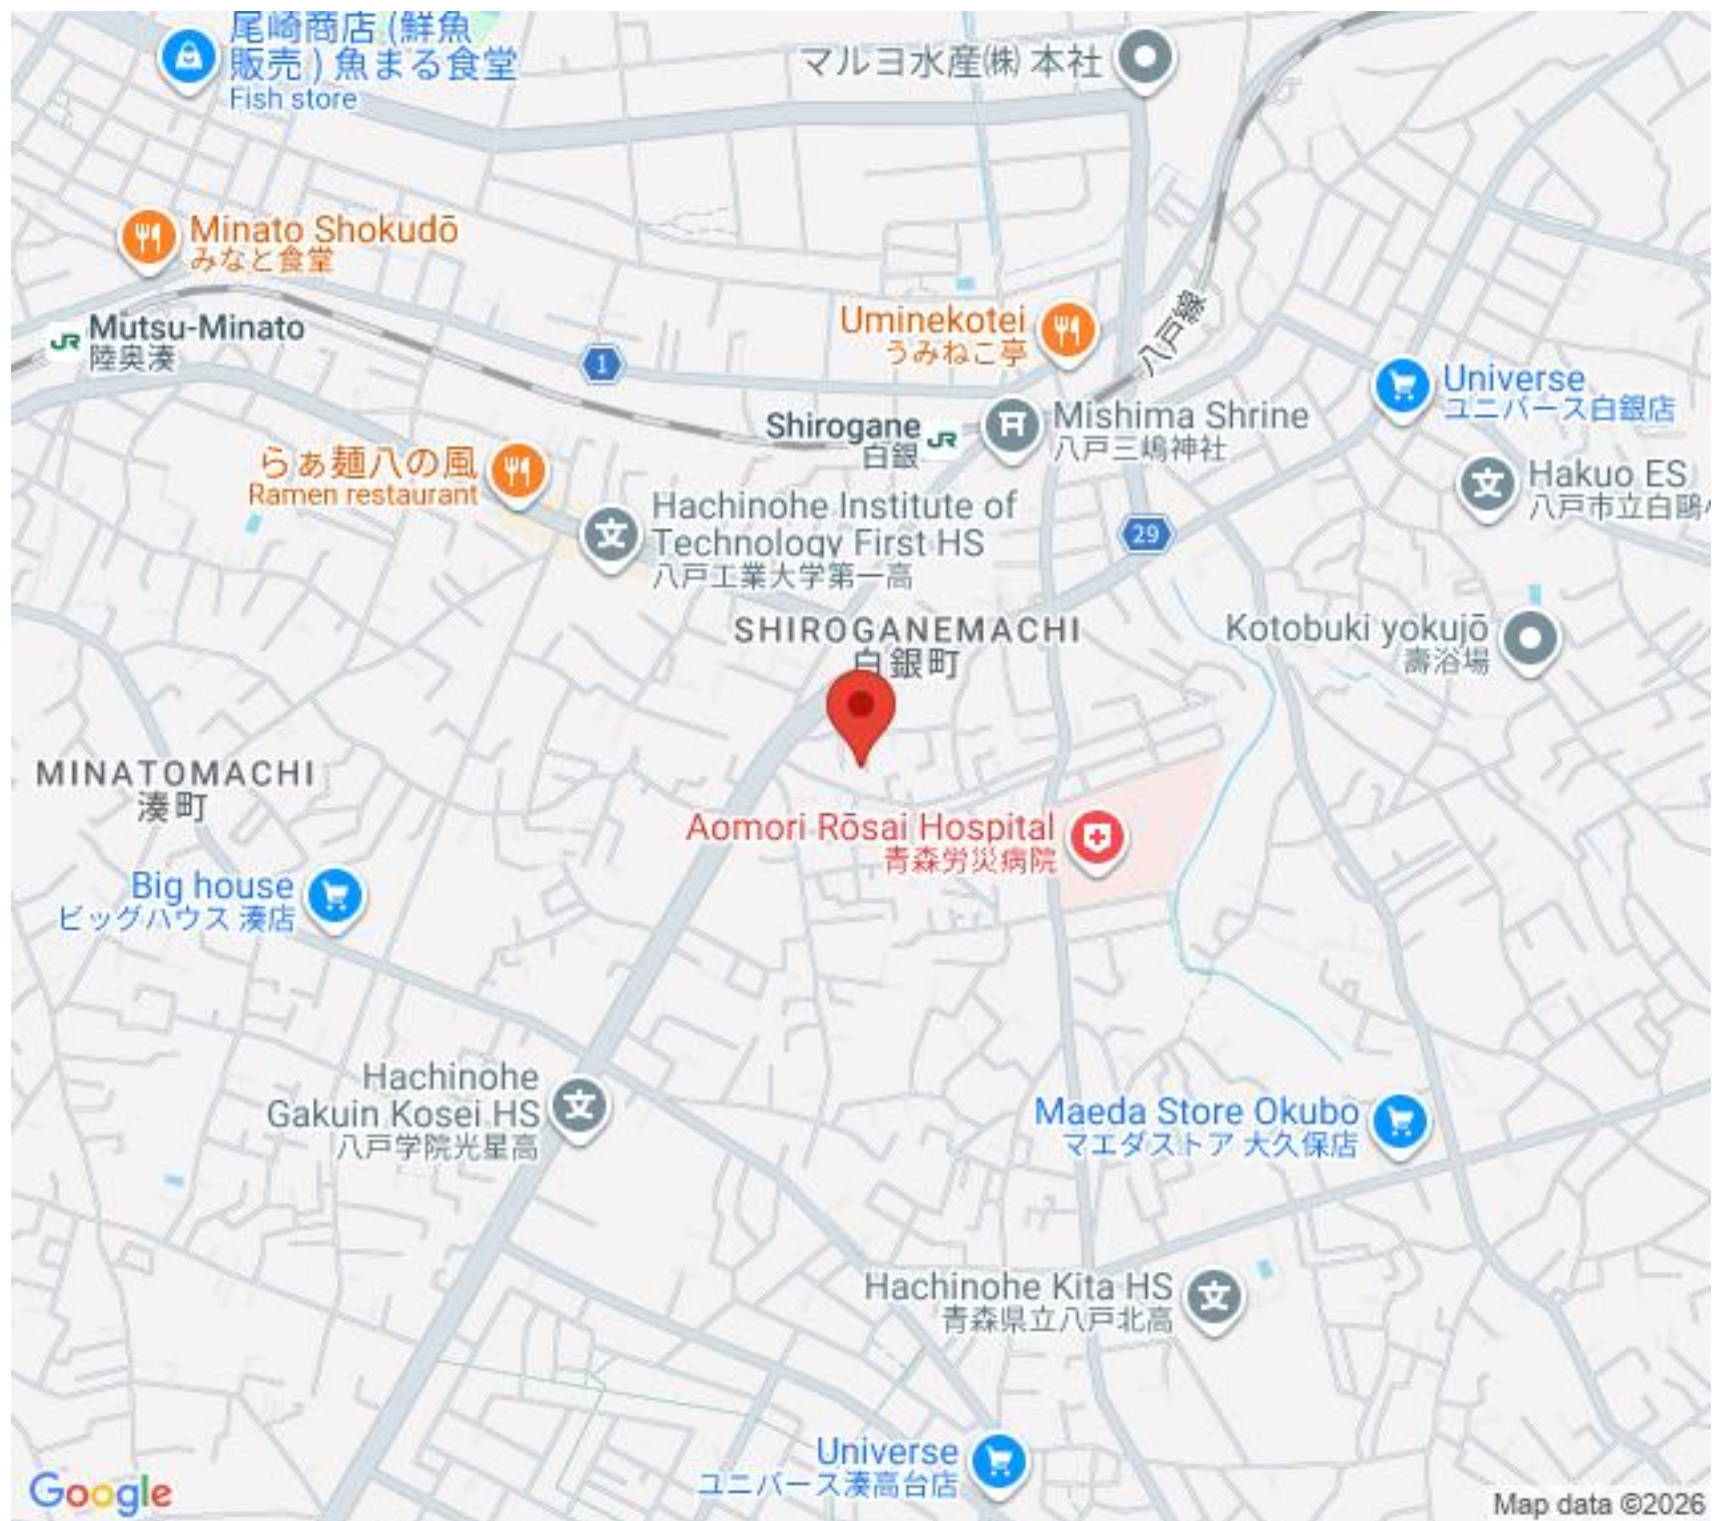 尾崎商店 (鮮魚
販売 ) 魚まる食堂
Fish store
マルヨ水産㈱ 本社
Minato Shokudō
みなと食堂
Mutsu-Minato
陸奥湊
JR
1
Uminekotei
うみねこ亭
八戸線
Universe
ユニバース白銀店
Shirogane
白銀
JR
Mishima Shrine
八戸三嶋神社
らぁ麺八の風
Ramen restaurant
Hachinohe Institute of
Technology First HS
八戸工業大学第一高
29
Hakuo ES
八戸市立白鷗
SHIROGANEMACHI
白銀町
Kotobuki yokujō
壽浴場
MINATOMACHI
湊町
Aomori Rōsai Hospital
青森労災病院
Big house
ビッグハウス 湊店
Hachinohe
Gakuin Kosei HS
八戸学院光星高
Maeda Store Okubo
マエダストア 大久保店
Hachinohe Kita HS
青森県立八戸北高
Universe
ユニバース湊高台店
Google
Map data ©2026